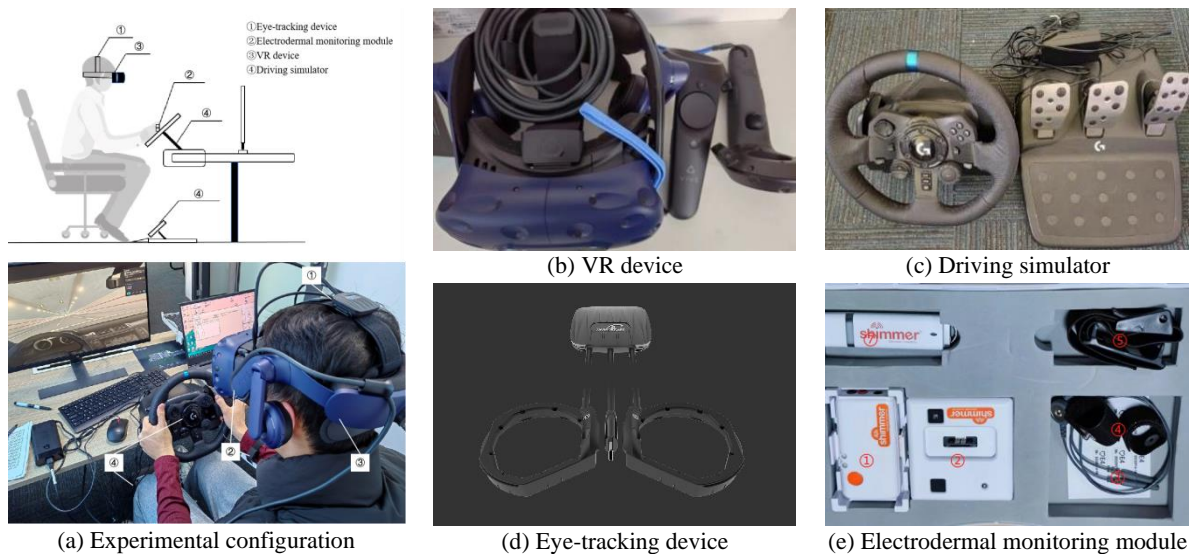 ①Eye-tracking device
②Electrodermal monitoring module
③VR device
④Driving simulator
①
③
②
④
④
①
②
③
④
(a) Experimental configuration
VIVE
(b) VR device
G
G
(c) Driving simulator
(d) Eye-tracking device
shimmer
⑦
⑤
shimmer
①
shimmer
②
④
(e) Electrodermal monitoring module